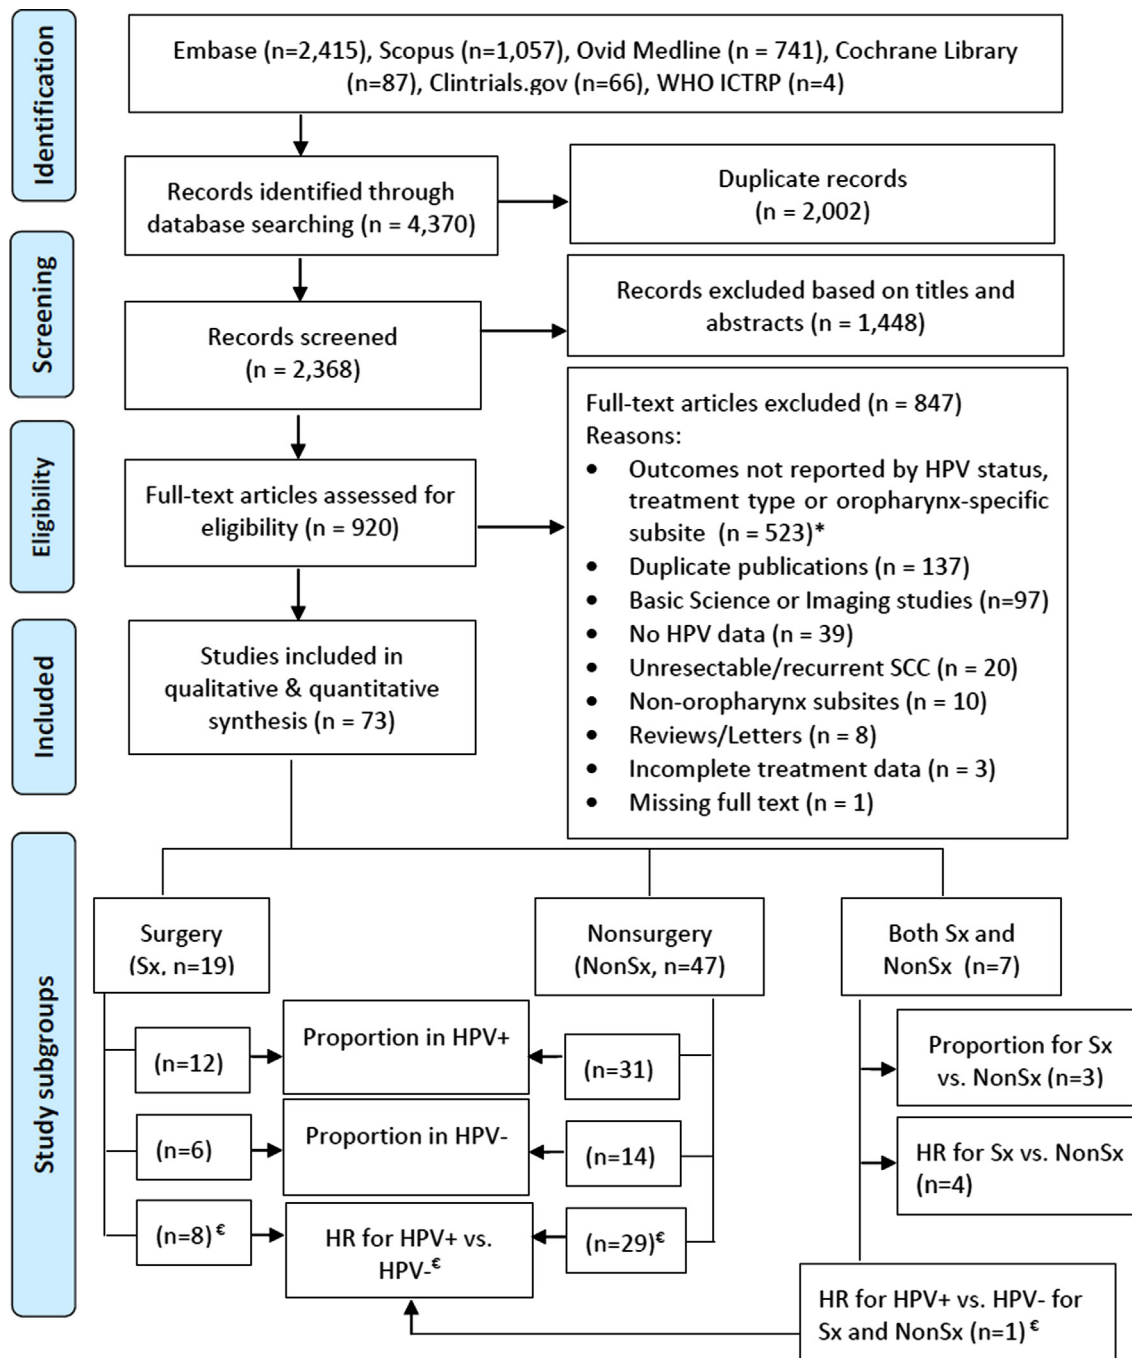 Identification
Embase (n=2,415), Scopus (n=1,057), Ovid Medline (n = 741), Cochrane Library
(n=87), Clintrials.gov (n=66), WHO ICTRP (n=4)
Records identified through
database searching (n = 4,370)
Duplicate records
(n = 2,002)
Screening
Records screened
(n = 2,368)
Records excluded based on titles and
abstracts (n = 1,448)
Eligibility
Full-text articles assessed for
eligibility (n = 920)
Full-text articles excluded (n = 847)
Reasons:
• Outcomes not reported by HPV status,
treatment type or oropharynx-specific
subsite (n = 523)*
• Duplicate publications (n = 137)
• Basic Science or Imaging studies (n=97)
• No HPV data (n = 39)
• Unresectable/recurrent SCC (n = 20)
• Non-oropharynx subsites (n = 10)
• Reviews/Letters (n = 8)
• Incomplete treatment data (n = 3)
• Missing full text (n = 1)
Included
Studies included in
qualitative & quantitative
synthesis (n = 73)
Study subgroups
Surgery
(Sx, n=19)
Nonsurgery
(NonSx, n=47)
Both Sx and
NonSx (n=7)
(n=12)
Proportion in HPV+
(n=31)
Proportion for Sx
vs. NonSx (n=3)
(n=6)
Proportion in HPV-
(n=14)
HR for Sx vs. NonSx
(n=4)
(n=8)€
HR for HPV+ vs.
HPV-€
(n=29)€
HR for HPV+ vs. HPV- for
Sx and NonSx (n=1)€